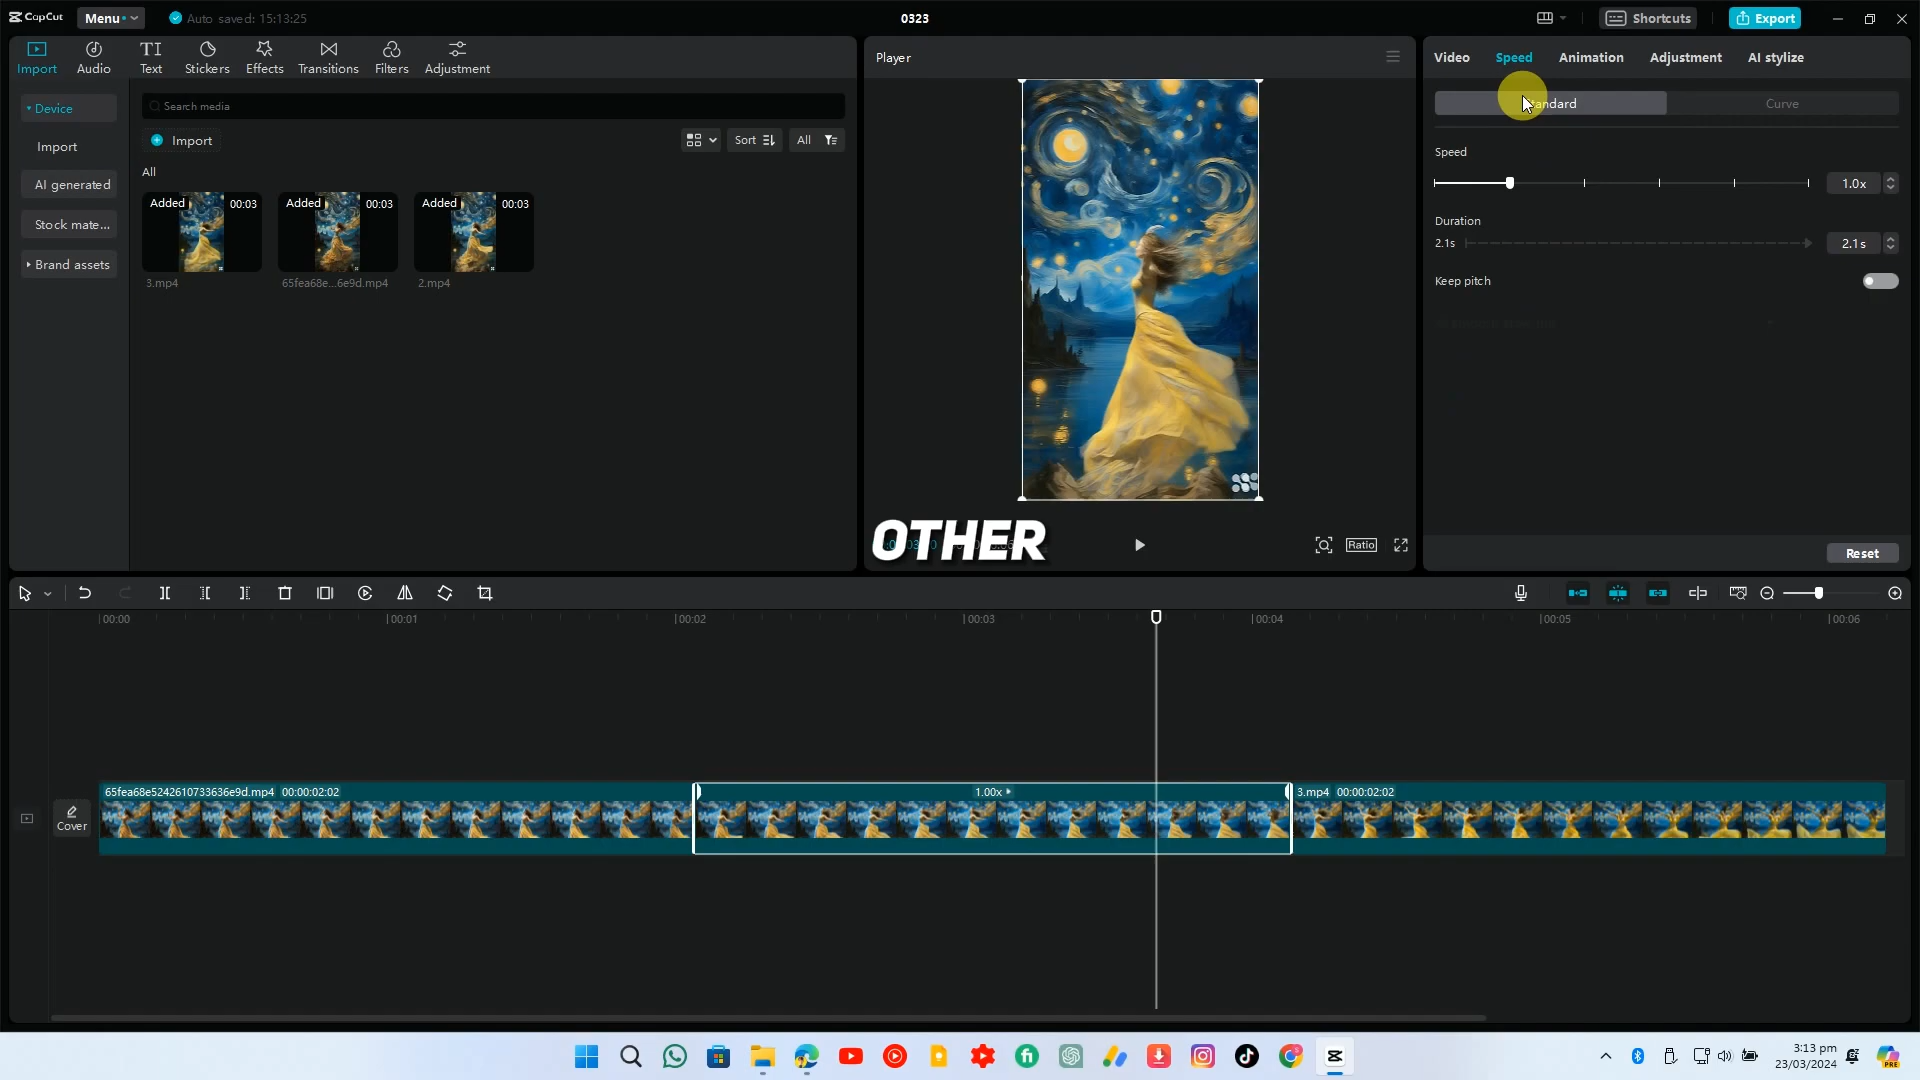 CapCut
Menu
Auto saved: 15:13:25
0323
Shortcuts
Export
Import
Audio
Text
Stickers
Effects
Transitions
Filters
Adjustment
Device
Import
AI generated
Stock mate...
Brand assets
Search media
Import
Sort
All
All
Added 00:03
Added 00:03
Added 00:03
3.mp4
65fea68e...6e9d.mp4
2.mp4
Player
OTHER
Ratio
Video
Speed
Animation
Adjustment
AI stylize
ndard
Curve
Speed
1.0x
Duration
2.1s
2.1s
Keep pitch
Reset
00:00
00:01
00:02
00:03
00:04
00:05
00:06
Cover
65fea68e5242610733636e9d.mp4 00:00:02:02
1.00x
3.mp4 00:00:02:02
3:13 pm
23/03/2024
PRE